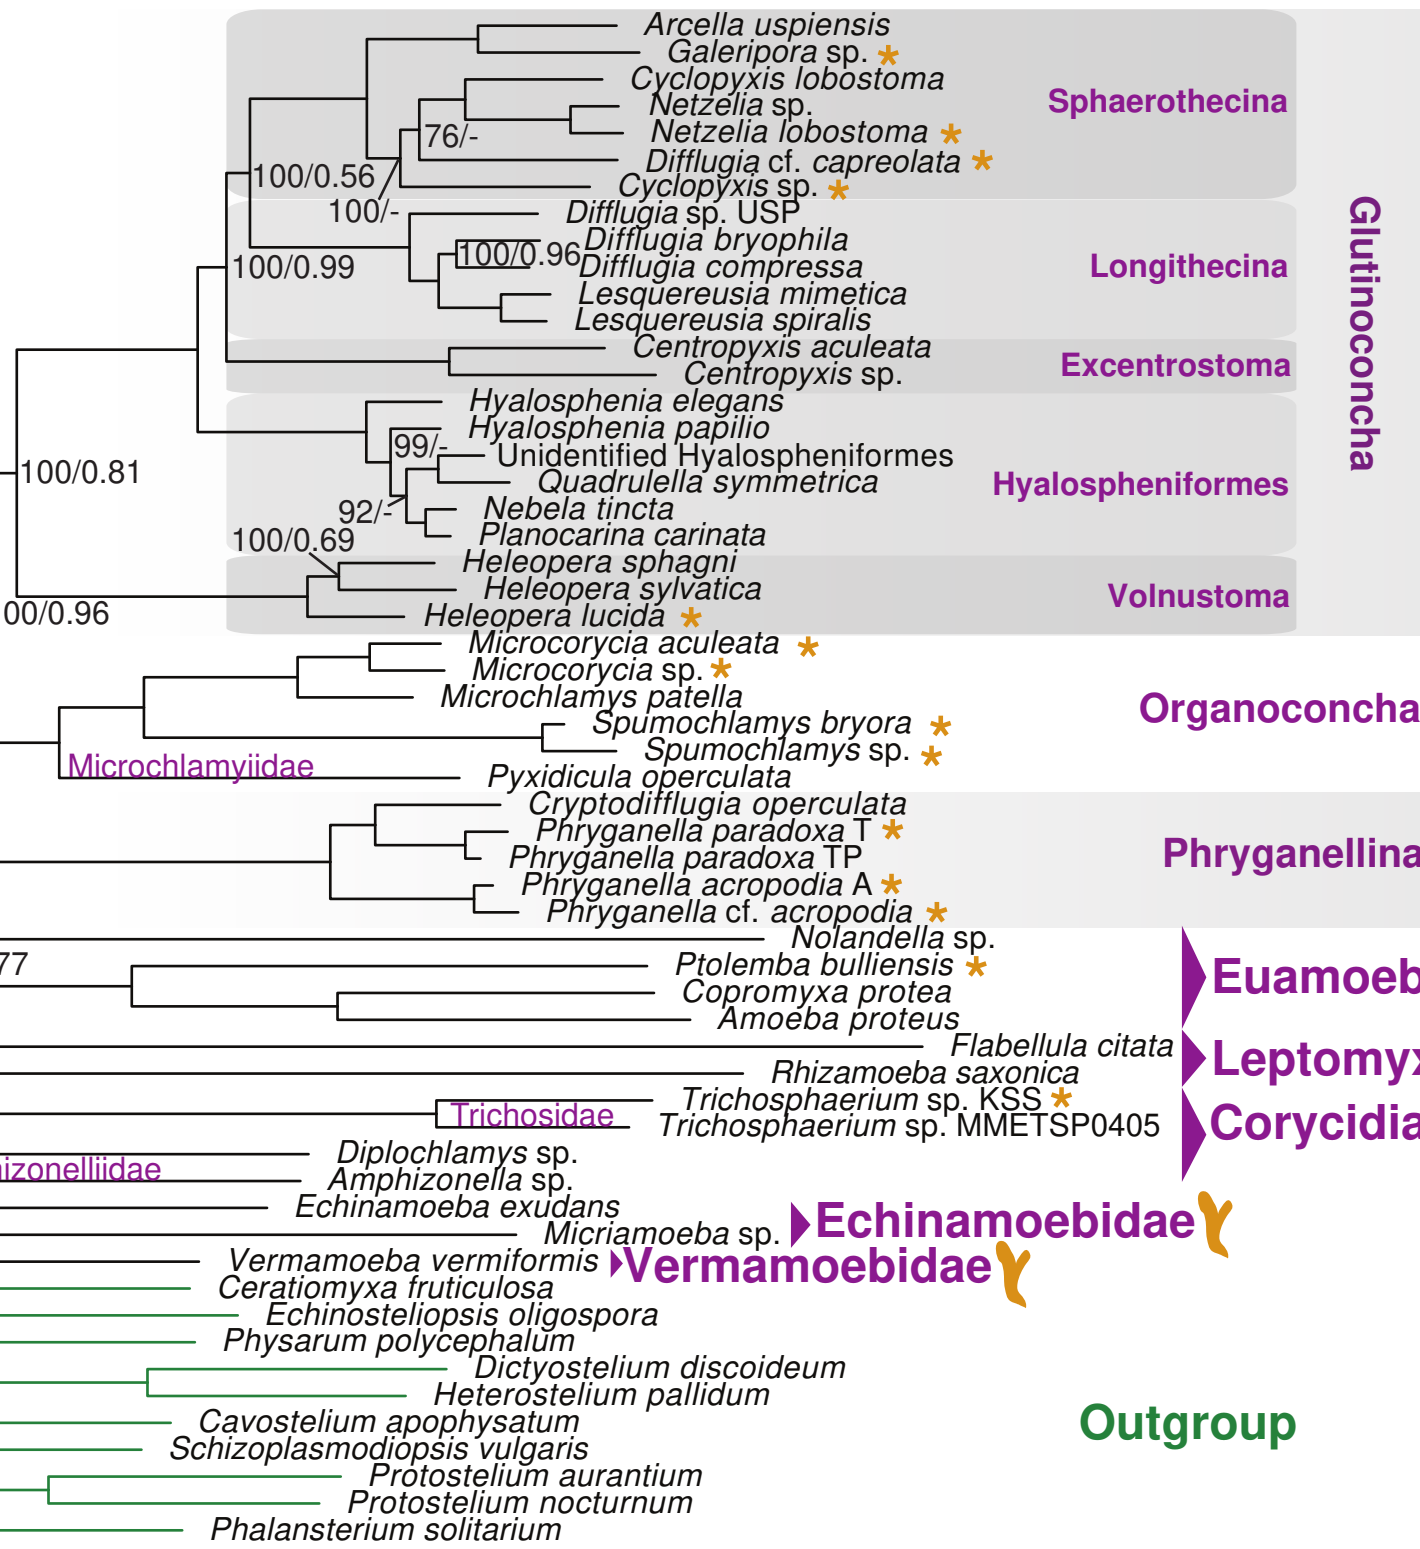 Arcella uspiensis
Galeripora sp. *
Cyclopyxis lobostoma
Netzelia sp.
Sphaerothecina
76/-
Netzelia lobostoma *
Difflugia cf. capreolata *
100/0.56
Cyclopyxis sp. *
100/-
Difflugia sp. USP
Difflugia bryophila
100/0.96
100/0.99
Difflugia compressa
Longithecina
Lesquereusia mimetica
Lesquereusia spiralis
Glutinoconcha
Centropyxis aculeata
Excentrostoma
Centropyxis sp.
Hyalosphenia elegans
Hyalosphenia papilio
99/-
Unidentified Hyalospheniformes
100/0.81
Quadrulella symmetrica
Hyalospheniformes
92/-
Nebela tincta
Planocarina carinata
100/0.69
Heleopera sphagni
Heleopera sylvatica
Volnustoma
00/0.96
Heleopera lucida *
Microcorycia aculeata *
Microcorycia sp. *
Microchlamys patella
Organoconcha
Spumochlamys bryora *
Spumochlamys sp. *
Microchlamyiidae
Pyxidicula operculata
Cryptodifflugia operculata
Phryganella paradoxa T *
Phryganella paradoxa TP
Phryganellina
Phryganella acropodia A *
Phryganella cf. acropodia *
Nolandella sp.
77
Ptolemba bulliensis *
Euamoeb
Copromyxa protea
Amoeba proteus
Flabellula citata
Leptomyx
Rhizamoeba saxonica
Trichosphaerium sp. KSS *
Trichosidae
Trichosphaerium sp. MMETSP0405
Corycidia
Diplochlamys sp.
izonelliidae
Amphizonella sp.
Echinamoeba exudans
Micriamoeba sp.
Echinamoebidae
Vermamoeba vermiformis
Vermamoebidae
Ceratiomyxa fruticulosa
Echinosteliopsis oligospora
Physarum polycephalum
Dictyostelium discoideum
Heterostelium pallidum
Cavostelium apophysatum
Outgroup
Schizoplasmodiopsis vulgaris
Protostelium aurantium
Protostelium nocturnum
Phalansterium solitarium